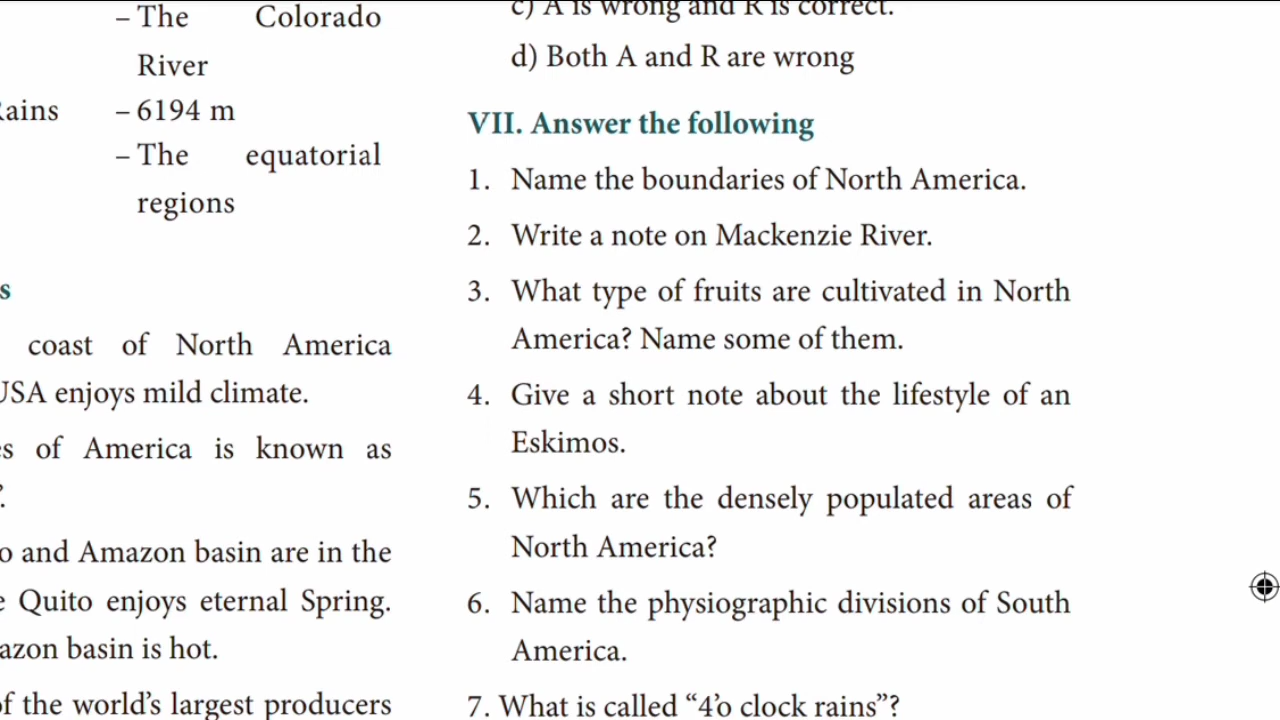 – The Colorado
River
Rains – 6194 m
– The equatorial
regions
s
coast of North America
USA enjoys mild climate.
es of America is known as
”.
o and Amazon basin are in the
e Quito enjoys eternal Spring.
azon basin is hot.
of the world’s largest producers
c) A is wrong and R is correct.
d) Both A and R are wrong
VII. Answer the following
1. Name the boundaries of North America.
2. Write a note on Mackenzie River.
3. What type of fruits are cultivated in North
America? Name some of them.
4. Give a short note about the lifestyle of an
Eskimos.
5. Which are the densely populated areas of
North America?
6. Name the physiographic divisions of South
America.
7. What is called “4’o clock rains”?